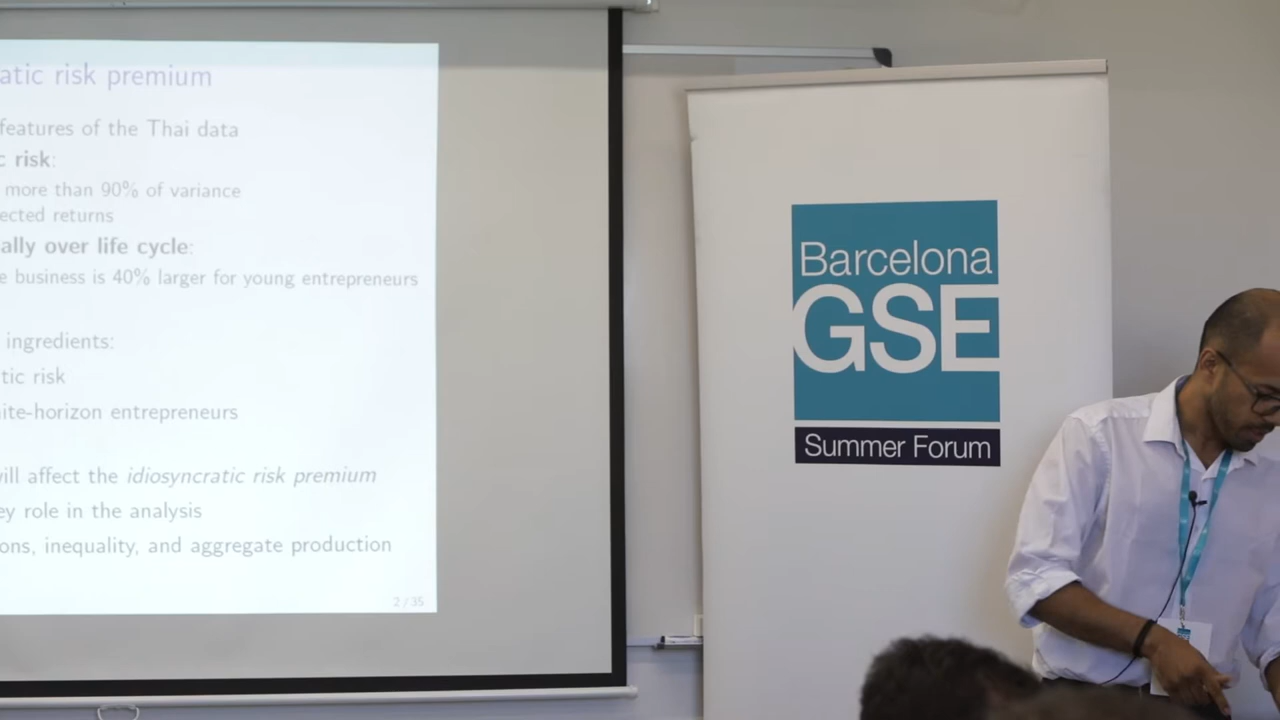 atic risk premium
features of the Thai data
c risk:
more than 90% of variance
ected returns
ally over life cycle:
e business is 40% larger for young entrepreneurs
ingredients:
tic risk
ite-horizon entrepreneurs
will affect the idiosyncratic risk premium
ey role in the analysis
ons, inequality, and aggregate production
2 / 35
Barcelona
GSE
Summer Forum